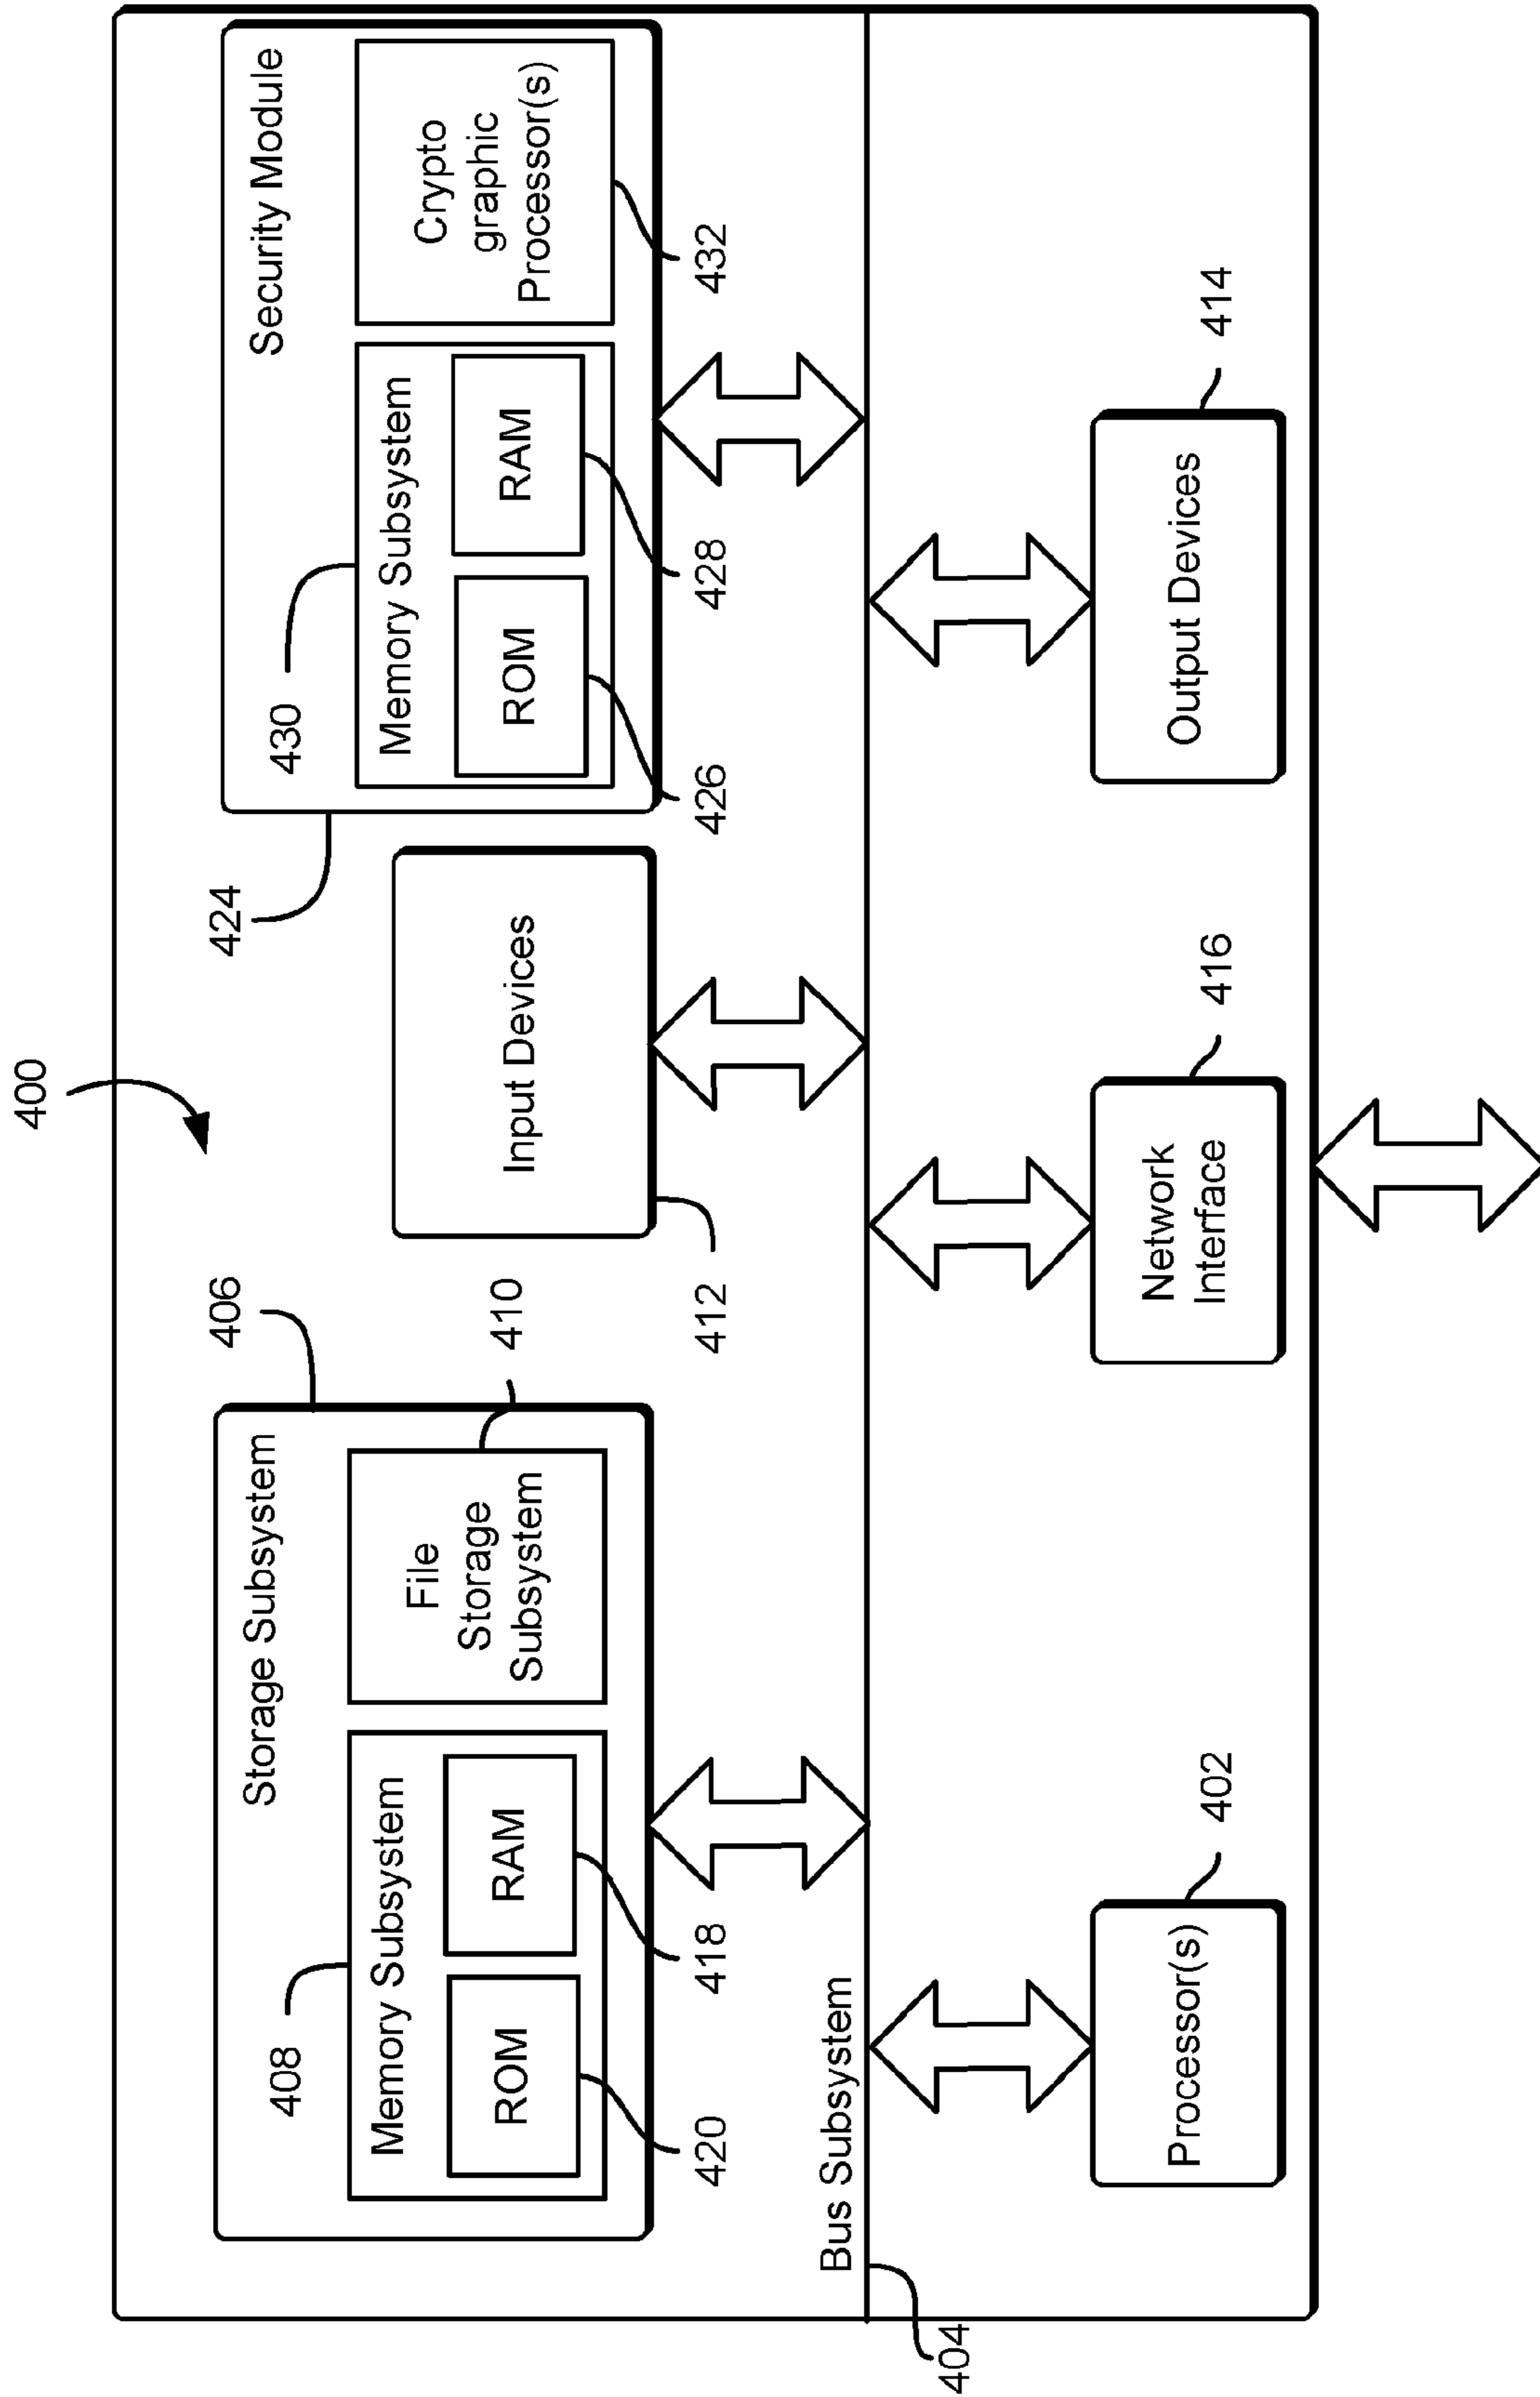 400
Storage Subsystem
406
408
Memory Subsystem
ROM
RAM
420
418
File
Storage
Subsystem
410
Input Devices
412
424
Security Module
430
Memory Subsystem
ROM
RAM
426
428
Crypto
graphic
Processor(s)
432
Bus Subsystem
404
Processor(s)
402
Network
Interface
416
Output Devices
414